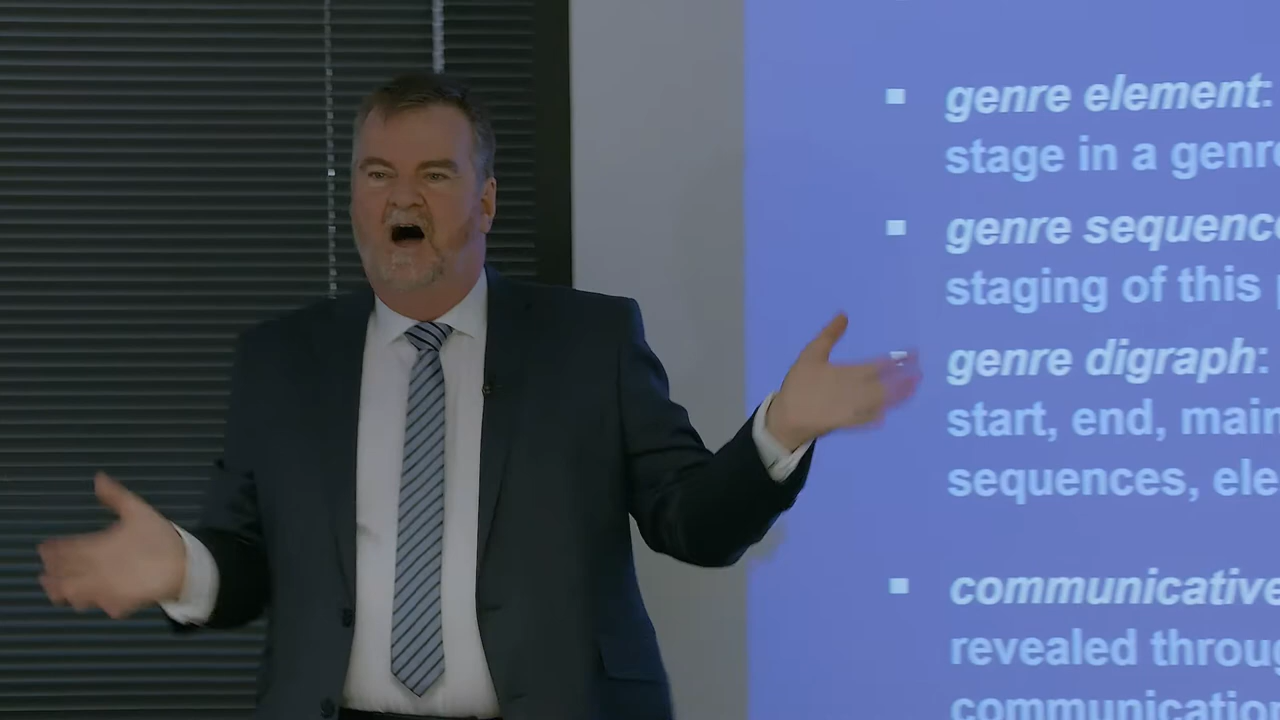 genre element:
stage in a genre
genre sequence
staging of this
genre digraph:
start, end, main
sequences, ele
communicative
revealed throug
communication